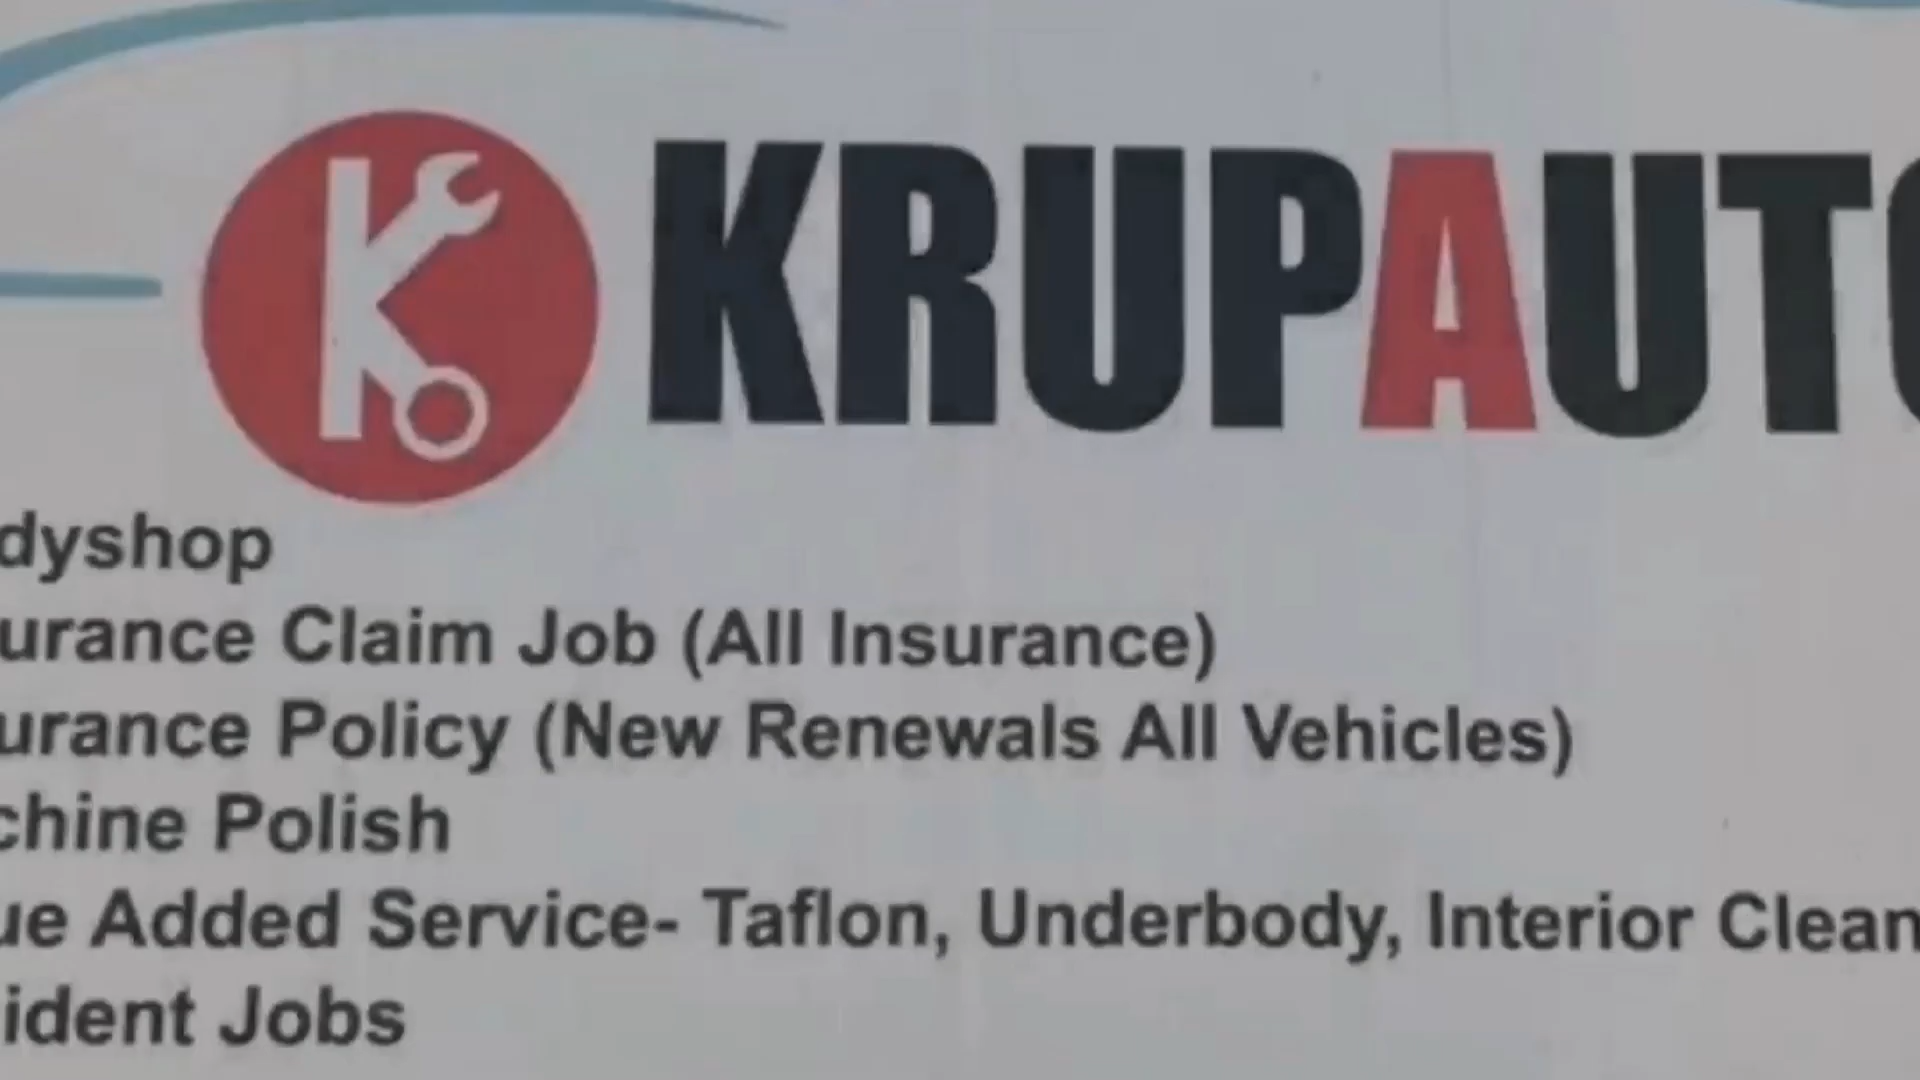 KRUPAUTO
dyshop
urance Claim Job (All Insurance)
urance Policy (New Renewals All Vehicles)
chine Polish
ue Added Service- Taflon, Underbody, Interior Clean
ident Jobs